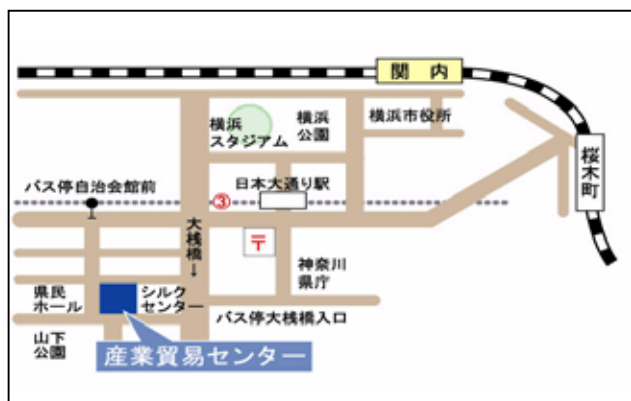 関 内
桜木町
横浜
スタジアム
横浜
公園
横浜市役所
バス停自治会館前
日本大通り駅
③
大桟橋
↓
〒
神奈川
県庁
県民
ホール
シルク
センター
バス停大桟橋入口
山下
公園
産業貿易センター